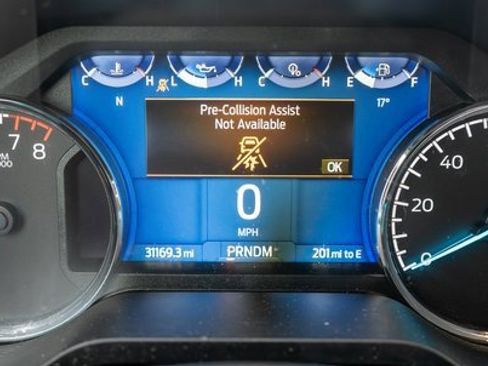 C H L H C H E F
N 17°
Pre-Collision Assist
Not Available
OK
0
MPH
31169.3 mi PRNDM 201 mi to E
7 8
000
40
20
0